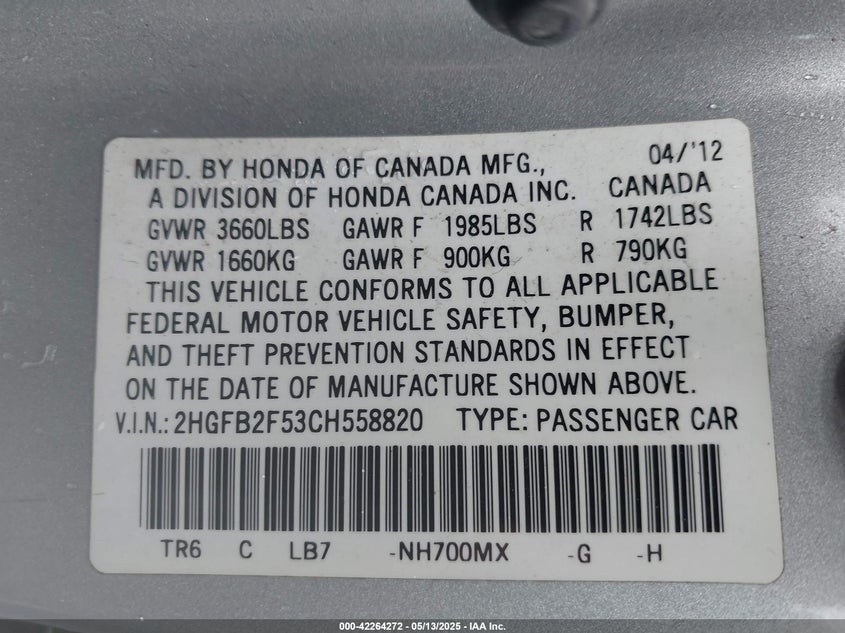 04/'12
MFD. BY HONDA OF CANADA MFG.,
A DIVISION OF HONDA CANADA INC. CANADA
GVWR 3660LBS GAWR F 1985LBS R 1742LBS
GVWR 1660KG GAWR F 900KG R 790KG
THIS VEHICLE CONFORMS TO ALL APPLICABLE
FEDERAL MOTOR VEHICLE SAFETY, BUMPER,
AND THEFT PREVENTION STANDARDS IN EFFECT
ON THE DATE OF MANUFACTURE SHOWN ABOVE.
V.I.N.: 2HGFB2F53CH558820 TYPE: PASSENGER CAR
TR6 C LB7 -NH700MX -G -H
000-42264272 - 05/13/2025 - IAA Inc.